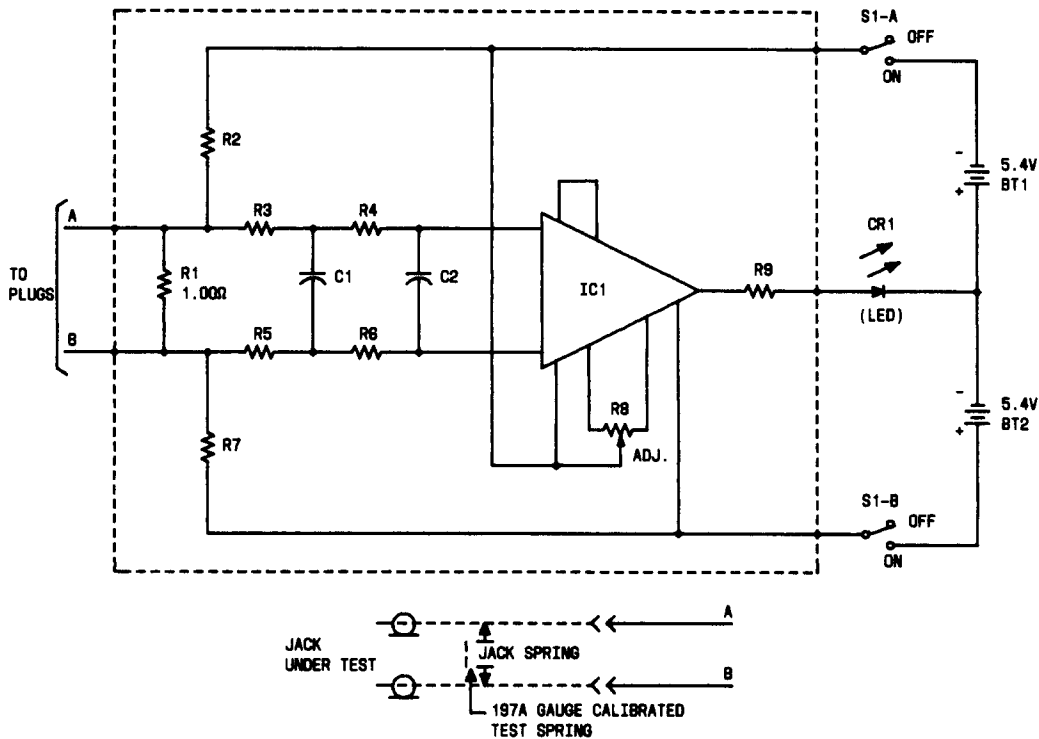 S1-A
OFF
ON
R2
-
5.4V
BT1
+
A
R3
R4
CR1
TO
PLUGS
R1
1.00Ω
C1
C2
IC1
R9
(LED)
B
R5
R6
-
5.4V
BT2
+
R8
ADJ.
R7
S1-B
OFF
ON
A
JACK
UNDER TEST
JACK SPRING
B
197A GAUGE CALIBRATED
TEST SPRING